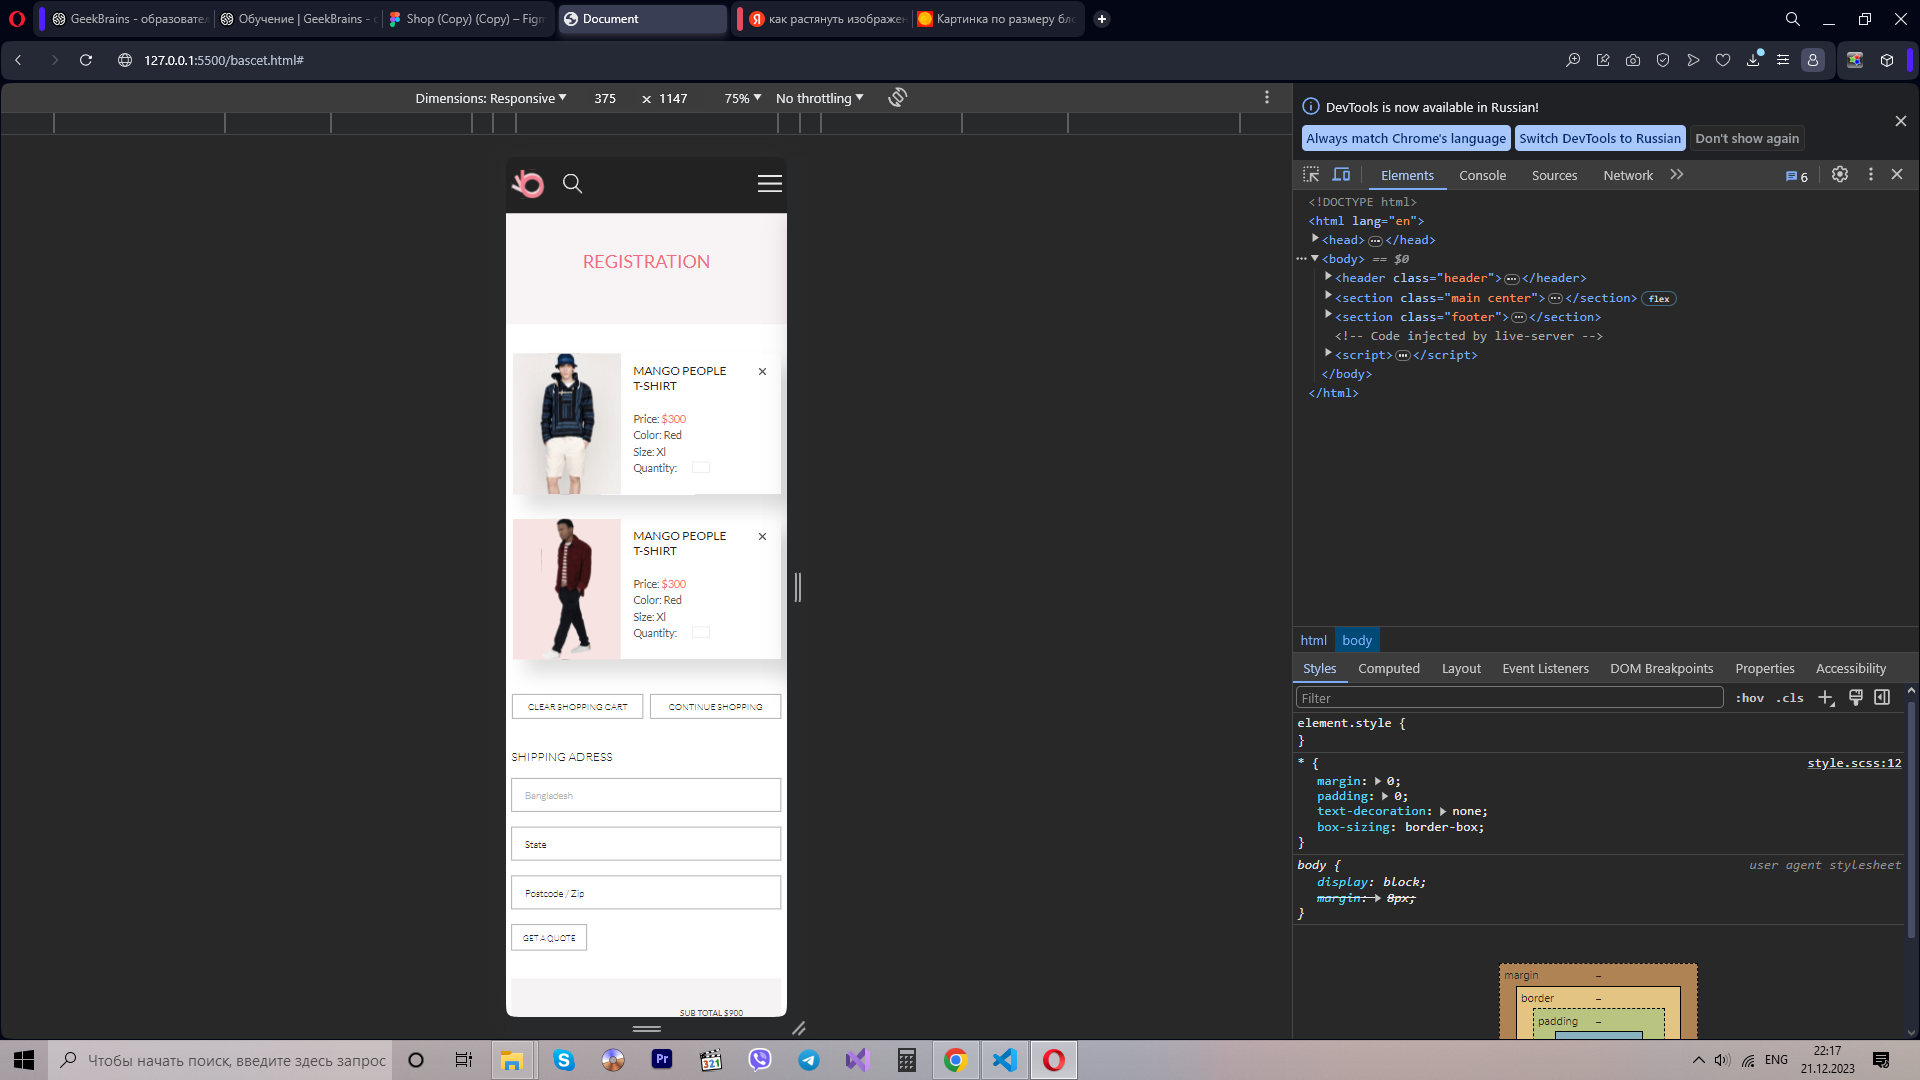 GeekBrains - образовател
Обучение | GeekBrains - с
Shop (Copy) (Copy) – Figm
Document
как растянуть изображен
Картинка по размеру бло
127.0.0.1:5500/bascet.html#
Dimensions: Responsive 375 x 1147 75% No throttling
REGISTRATION
MANGO PEOPLE
T-SHIRT
Price: $300
Color: Red
Size: Xl
Quantity:
MANGO PEOPLE
T-SHIRT
Price: $300
Color: Red
Size: Xl
Quantity:
CLEAR SHOPPING CART
CONTINUE SHOPPING
SHIPPING ADRESS
Bangladesh
State
Postcode / Zip
GET A QUOTE
SUB TOTAL $900
DevTools is now available in Russian!
Always match Chrome's language
Switch DevTools to Russian
Don't show again
Elements Console Sources Network 6
<!DOCTYPE html>
<html lang="en">
<head>…</head>
<body> == $0
<header class="header">…</header>
<section class="main center">…</section> flex
<section class="footer">…</section>
<!-- Code injected by live-server -->
<script>…</script>
</body>
</html>
html body
Styles Computed Layout Event Listeners DOM Breakpoints Properties Accessibility
Filter :hov .cls
element.style {
}
* { style.scss:12
margin: 0;
padding: 0;
text-decoration: none;
box-sizing: border-box;
}
body { user agent stylesheet
display: block;
margin: 8px;
}
margin –
border –
padding –
Чтобы начать поиск, введите здесь запрос
Pr
321
ENG
22:17
21.12.2023